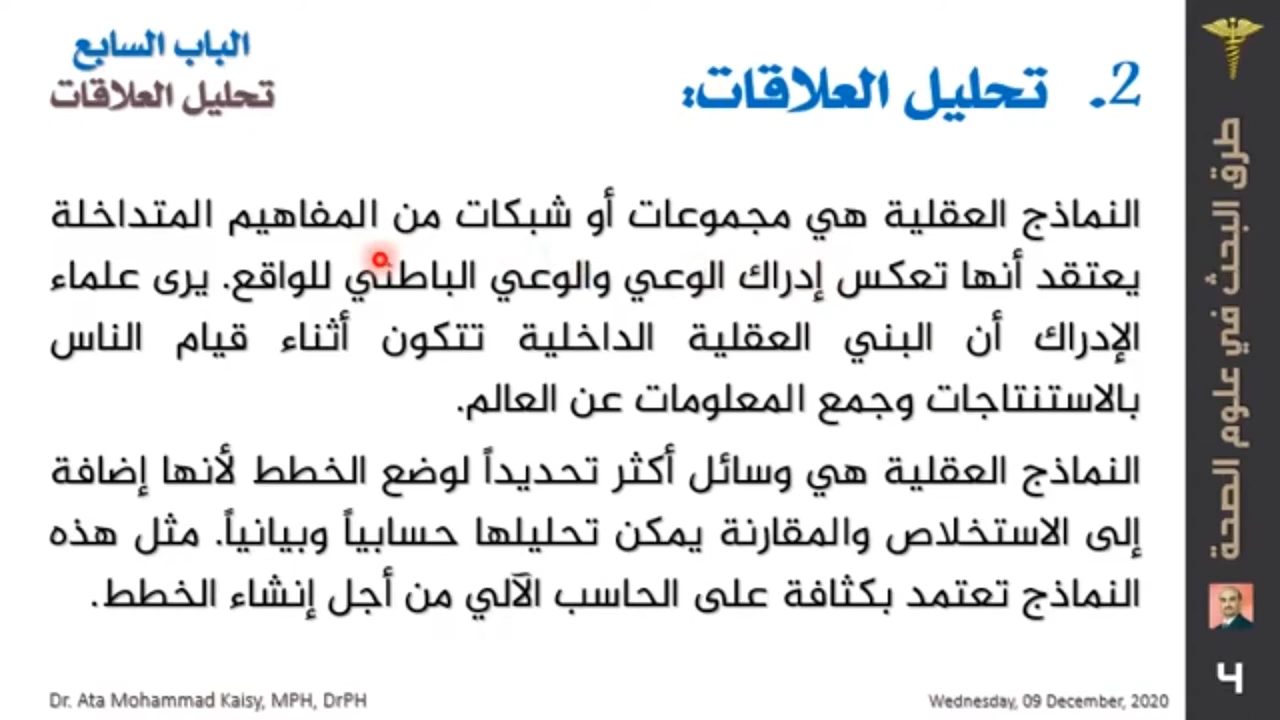 الباب السابع
تحليل العلاقات
2. تحليل العلاقات:
النماذج العقلية هي مجموعات أو شبكات من المفاهيم المتداخلة
يعتقد أنها تعكس إدراك الوعي والوعي الباطني للواقع. يرى علماء
الإدراك أن البني العقلية الداخلية تتكون أثناء قيام الناس
بالاستنتاجات وجمع المعلومات عن العالم.
النماذج العقلية هي وسائل أكثر تحديداً لوضع الخطط لأنها إضافة
إلى الاستخلاص والمقارنة يمكن تحليلها حسابياً وبيانياً. مثل هذه
النماذج تعتمد بكثافة على الحاسب الآلي من أجل إنشاء الخطط.
طرق البحث في علوم الصحة
٩
Dr. Ata Mohammad Kaisy, MPH, DrPH
Wednesday, 09 December, 2020